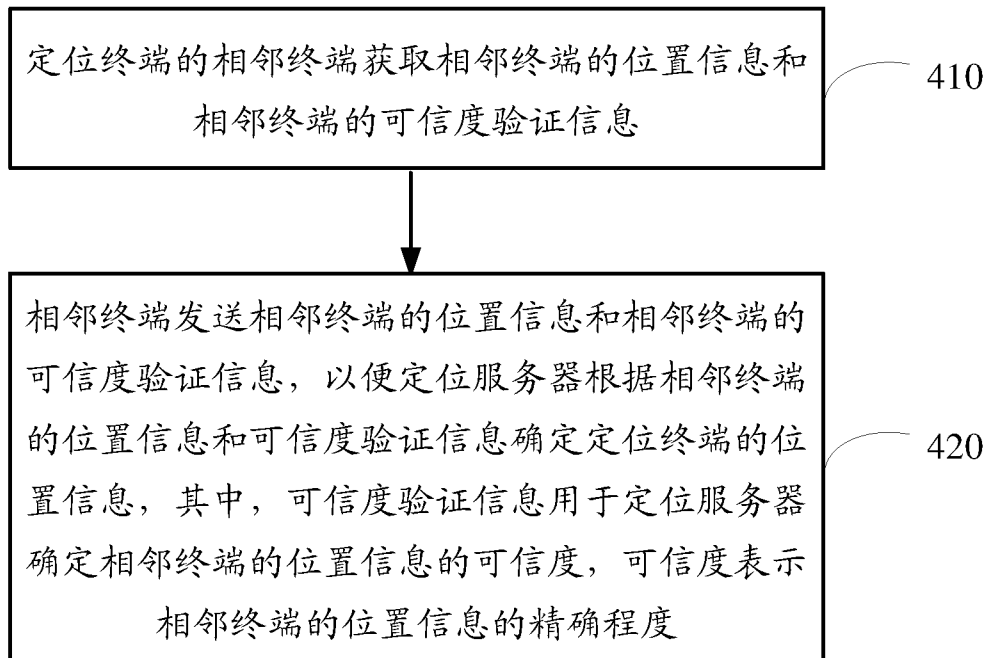 定位终端的相邻终端获取相邻终端的位置信息和
相邻终端的可信度验证信息
410
相邻终端发送相邻终端的位置信息和相邻终端的
可信度验证信息，以便定位服务器根据相邻终端
的位置信息和可信度验证信息确定定位终端的位
置信息，其中，可信度验证信息用于定位服务器
确定相邻终端的位置信息的可信度，可信度表示
相邻终端的位置信息的精确程度
420